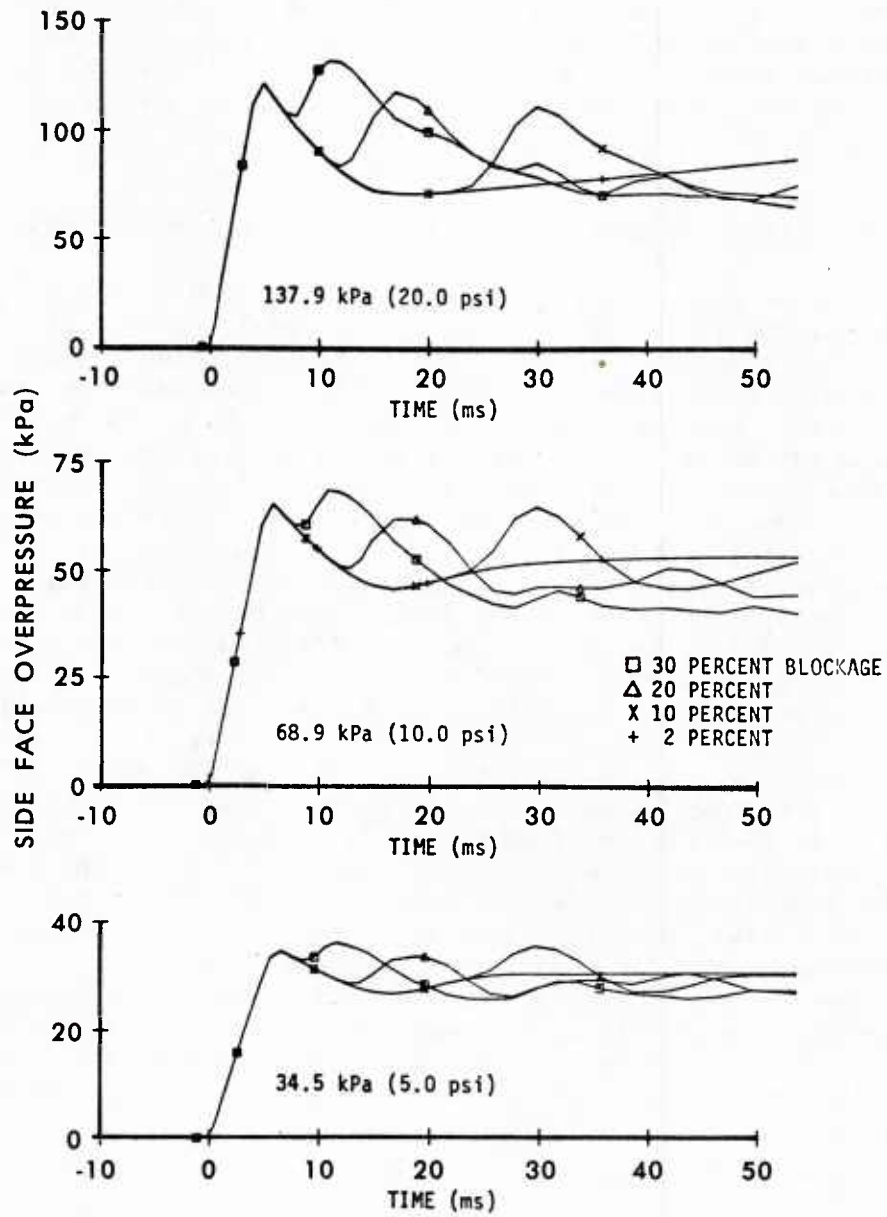 SIDE FACE OVERPRESSURE (kPa)
150
100
50
0
-10 0 10 20 30 40 50
TIME (ms)
137.9 kPa (20.0 psi)
75
50
25
0
-10 0 10 20 30 40 50
TIME (ms)
68.9 kPa (10.0 psi)
□ 30 PERCENT BLOCKAGE
△ 20 PERCENT
X 10 PERCENT
+ 2 PERCENT
40
20
0
-10 0 10 20 30 40 50
TIME (ms)
34.5 kPa (5.0 psi)